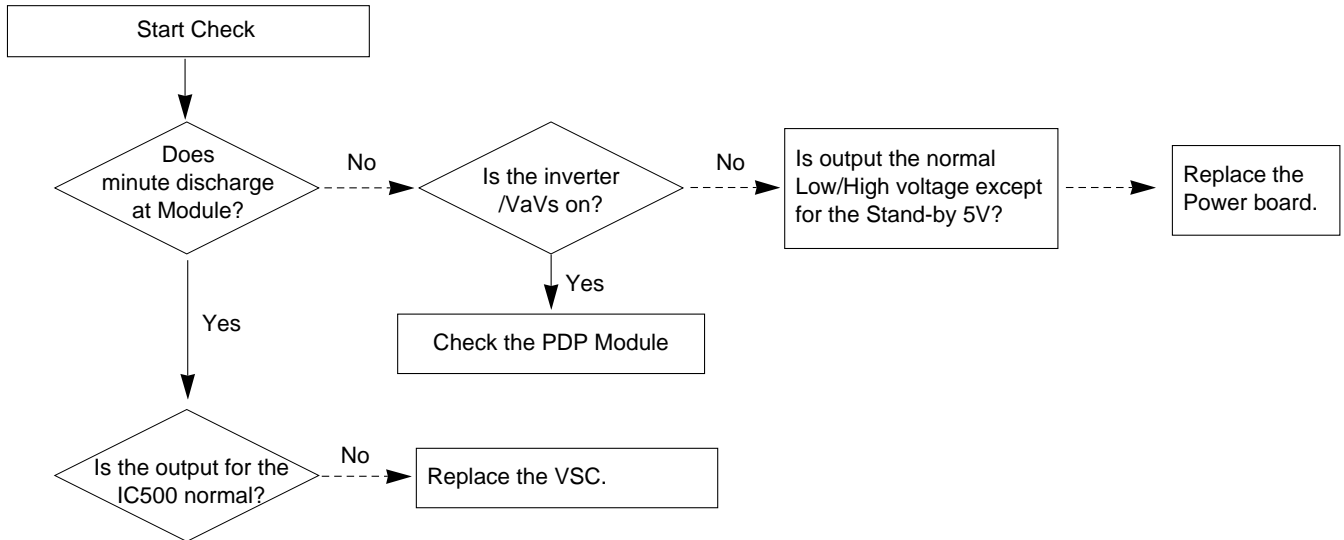 Start Check
Does
minute discharge
at Module?
No
Is the inverter
/VaVs on?
No
Is output the normal
Low/High voltage except
for the Stand-by 5V?
Replace the
Power board.
Yes
Check the PDP Module
Yes
Is the output for the
IC500 normal?
No
Replace the VSC.